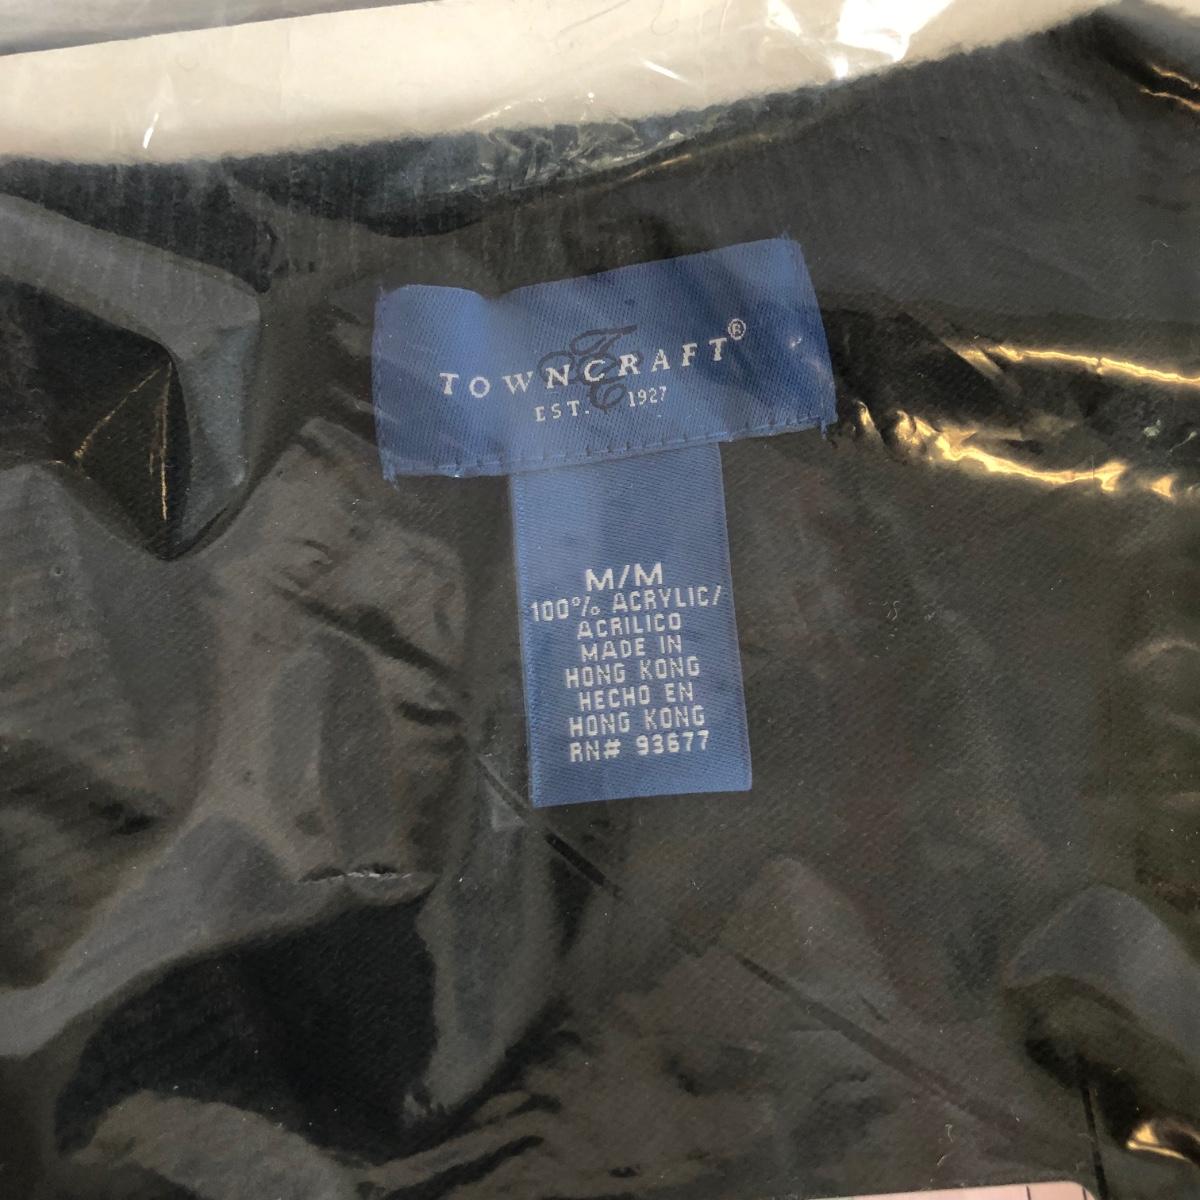 TOWNCRAFT®
EST. 1927
M/M
100% ACRYLIC/
ACRILICO
MADE IN
HONG KONG
HECHO EN
HONG KONG
RN# 93677